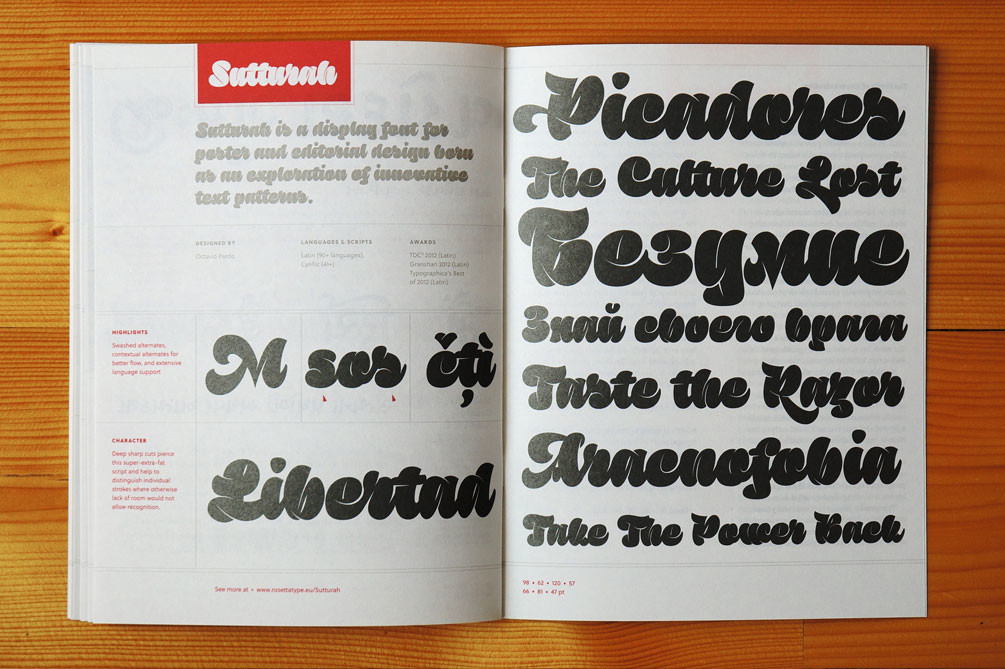 Sutturah
Sutturah is a display font for
poster and editorial design born
as an exploration of innovative
text patterns.
DESIGNED BY
Octavio Pardo
LANGUAGES & SCRIPTS
Latin (90+ languages),
Cyrillic (41+)
AWARDS
TDC² 2012 (Latin)
Granshan 2012 (Latin)
Typographica's Best
of 2012 (Latin)
HIGHLIGHTS
Swashed alternates,
contextual alternates for
better flow, and extensive
language support
M sos čţì
CHARACTER
Deep sharp cuts pierce
this super-extra-fat
script and help to
distinguish individual
strokes where otherwise
lack of room would not
allow recognition.
Libertad
See more at » www.rosettatype.eu/Sutturah
Picadores
The Culture Lost
Безумие
Знай своего врага
Taste the Razor
Aracnofobia
Take The Power Back
98 • 62 • 120 • 57
66 • 81 • 47 pt